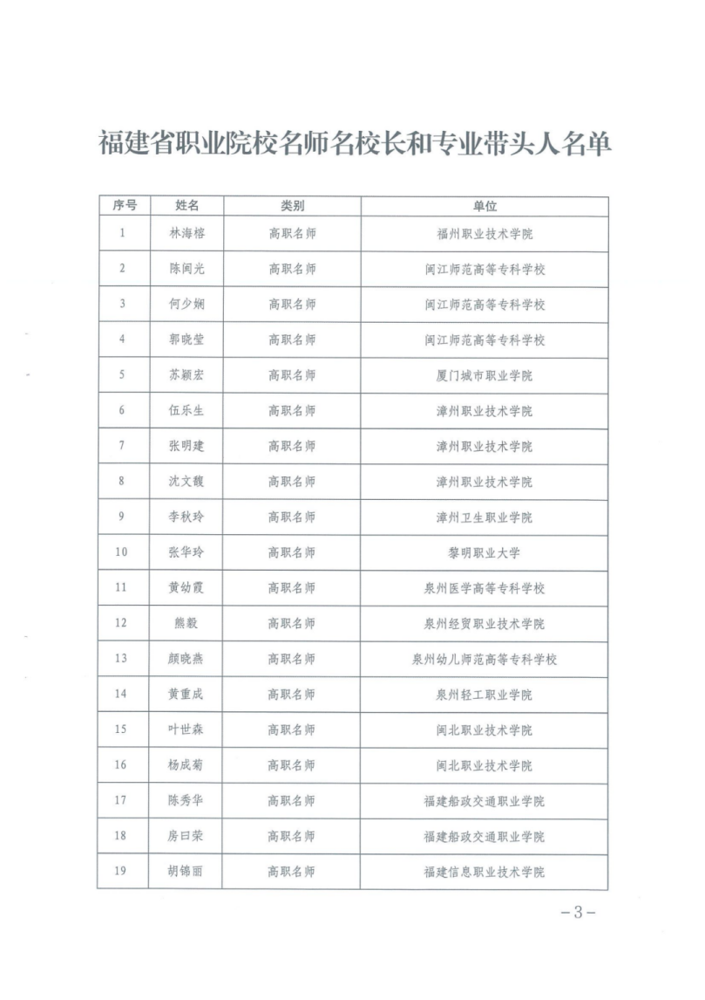 福建省职业院校名师名校长和专业带头人名单
序号 姓名 类别 单位
1 林海榕 高职名师 福州职业技术学院
2 陈闽光 高职名师 闽江师范高等专科学校
3 何少娴 高职名师 闽江师范高等专科学校
4 郭晓莹 高职名师 闽江师范高等专科学校
5 苏颖宏 高职名师 厦门城市职业学院
6 伍乐生 高职名师 漳州职业技术学院
7 张明建 高职名师 漳州职业技术学院
8 沈文馥 高职名师 漳州职业技术学院
9 李秋玲 高职名师 漳州卫生职业学院
10 张华玲 高职名师 黎明职业大学
11 黄幼霞 高职名师 泉州医学高等专科学校
12 熊毅 高职名师 泉州经贸职业技术学院
13 颜晓燕 高职名师 泉州幼儿师范高等专科学校
14 黄重成 高职名师 泉州轻工职业学院
15 叶世森 高职名师 闽北职业技术学院
16 杨成菊 高职名师 闽北职业技术学院
17 陈秀华 高职名师 福建船政交通职业学院
18 房曰荣 高职名师 福建船政交通职业学院
19 胡锦丽 高职名师 福建信息职业技术学院
－3－